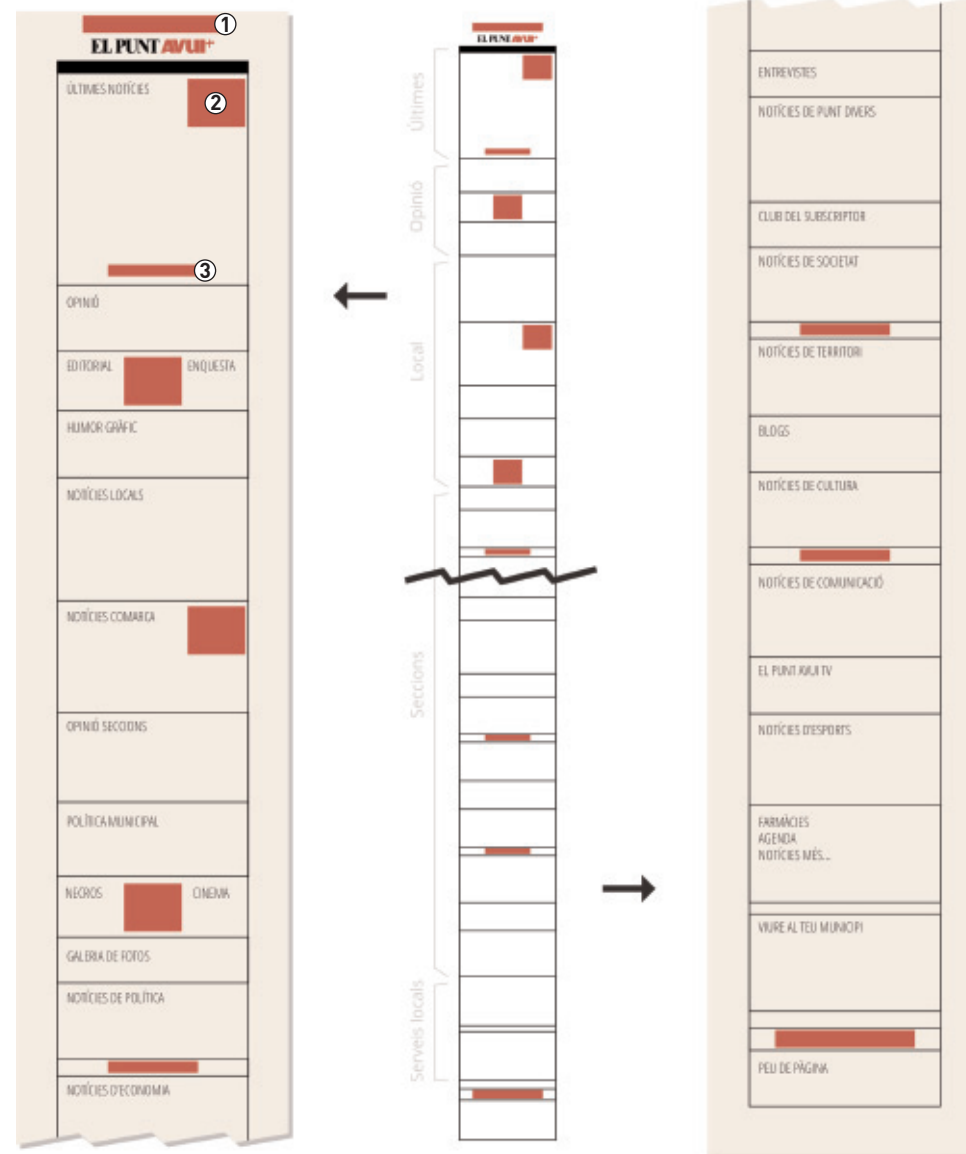 1
EL PUNT AVUI+
ÚLTIMES NOTÍCIES
2
3
OPINIÓ
EDITORIAL
ENQUESTA
HUMOR GRÀFIC
NOTÍCIES LOCALS
NOTÍCIES COMARCA
OPINIÓ SECCIONS
POLÍTICA MUNICIPAL
NECROS
CINEMA
GALERIA DE FOTOS
NOTÍCIES DE POLÍTICA
NOTÍCIES D'ECONOMIA
EL PUNT AVUI+
Últimes
Opinió
Local
Seccions
Serveis locals
ENTREVISTES
NOTÍCIES DE PUNT DIVERS
CLUB DEL SUBSCRIPTOR
NOTÍCIES DE SOCIETAT
NOTÍCIES DE TERRITORI
BLOGS
NOTÍCIES DE CULTURA
NOTÍCIES DE COMUNICACIÓ
EL PUNT AVUI TV
NOTÍCIES D'ESPORTS
FARMÀCIES
AGENDA
NOTÍCIES MÉS...
VIURE AL TEU MUNICIPI
PEU DE PÀGINA